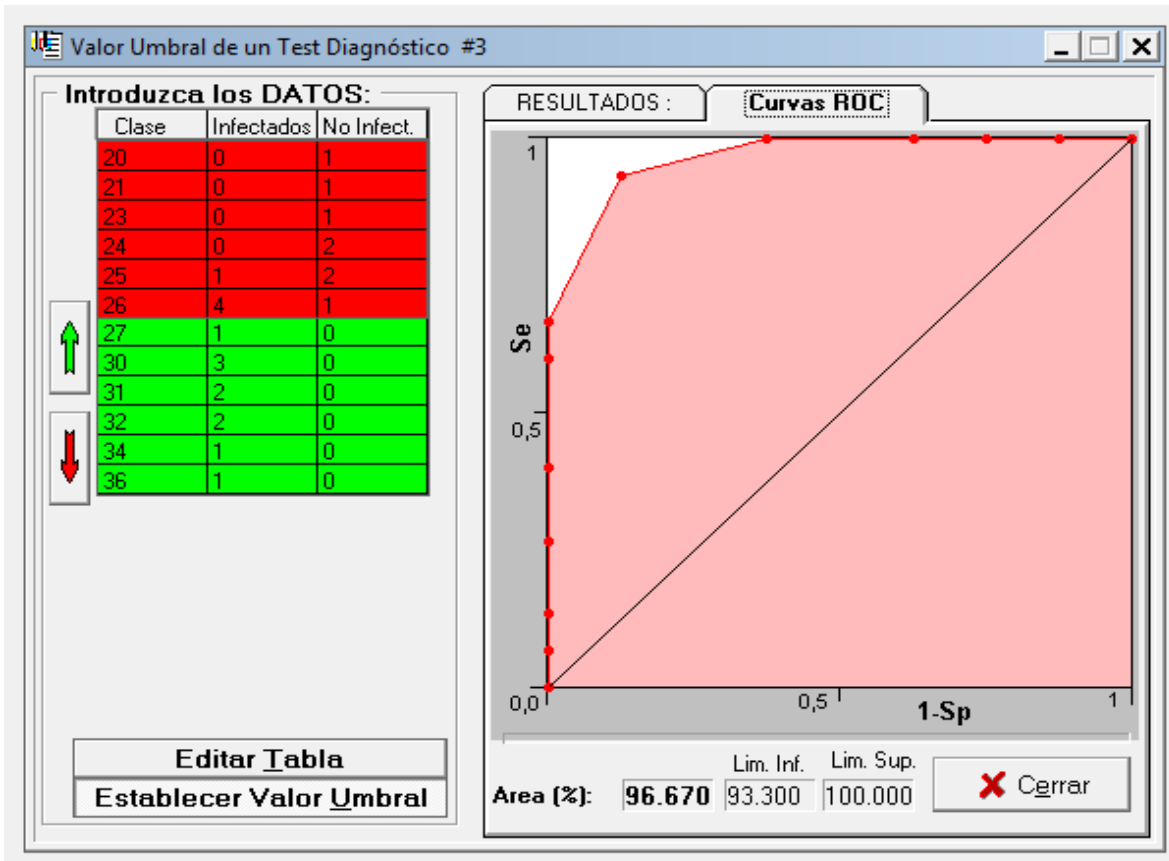 Valor Umbral de un Test Diagnóstico #3
Introduzca los DATOS:
Clase Infectados No Infect.
20 0 1
21 0 1
23 0 1
24 0 2
25 1 2
26 4 1
27 1 0
30 3 0
31 2 0
32 2 0
34 1 0
36 1 0
Editar Tabla
Establecer Valor Umbral
RESULTADOS : Curvas ROC
1
Se
0,5
0,0 0,5 1-Sp 1
Lim. Inf. Lim. Sup.
Area (%): 96.670 93.300 100.000 Cerrar